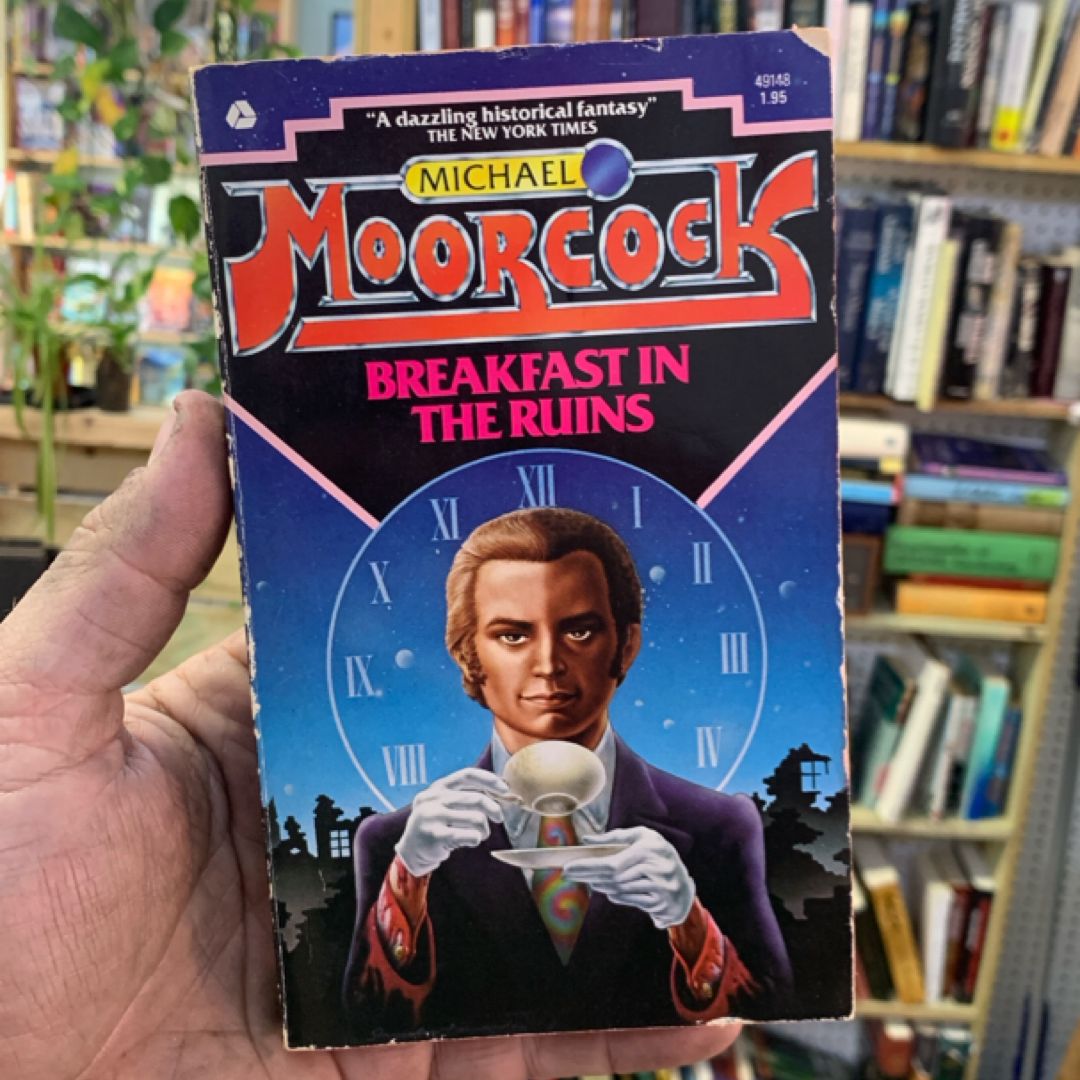 49148
1.95
"A dazzling historical fantasy"
THE NEW YORK TIMES
MICHAEL
MOORCOCK
BREAKFAST IN
THE RUINS
XII
XI
I
X
II
IX
III
VIII
IV